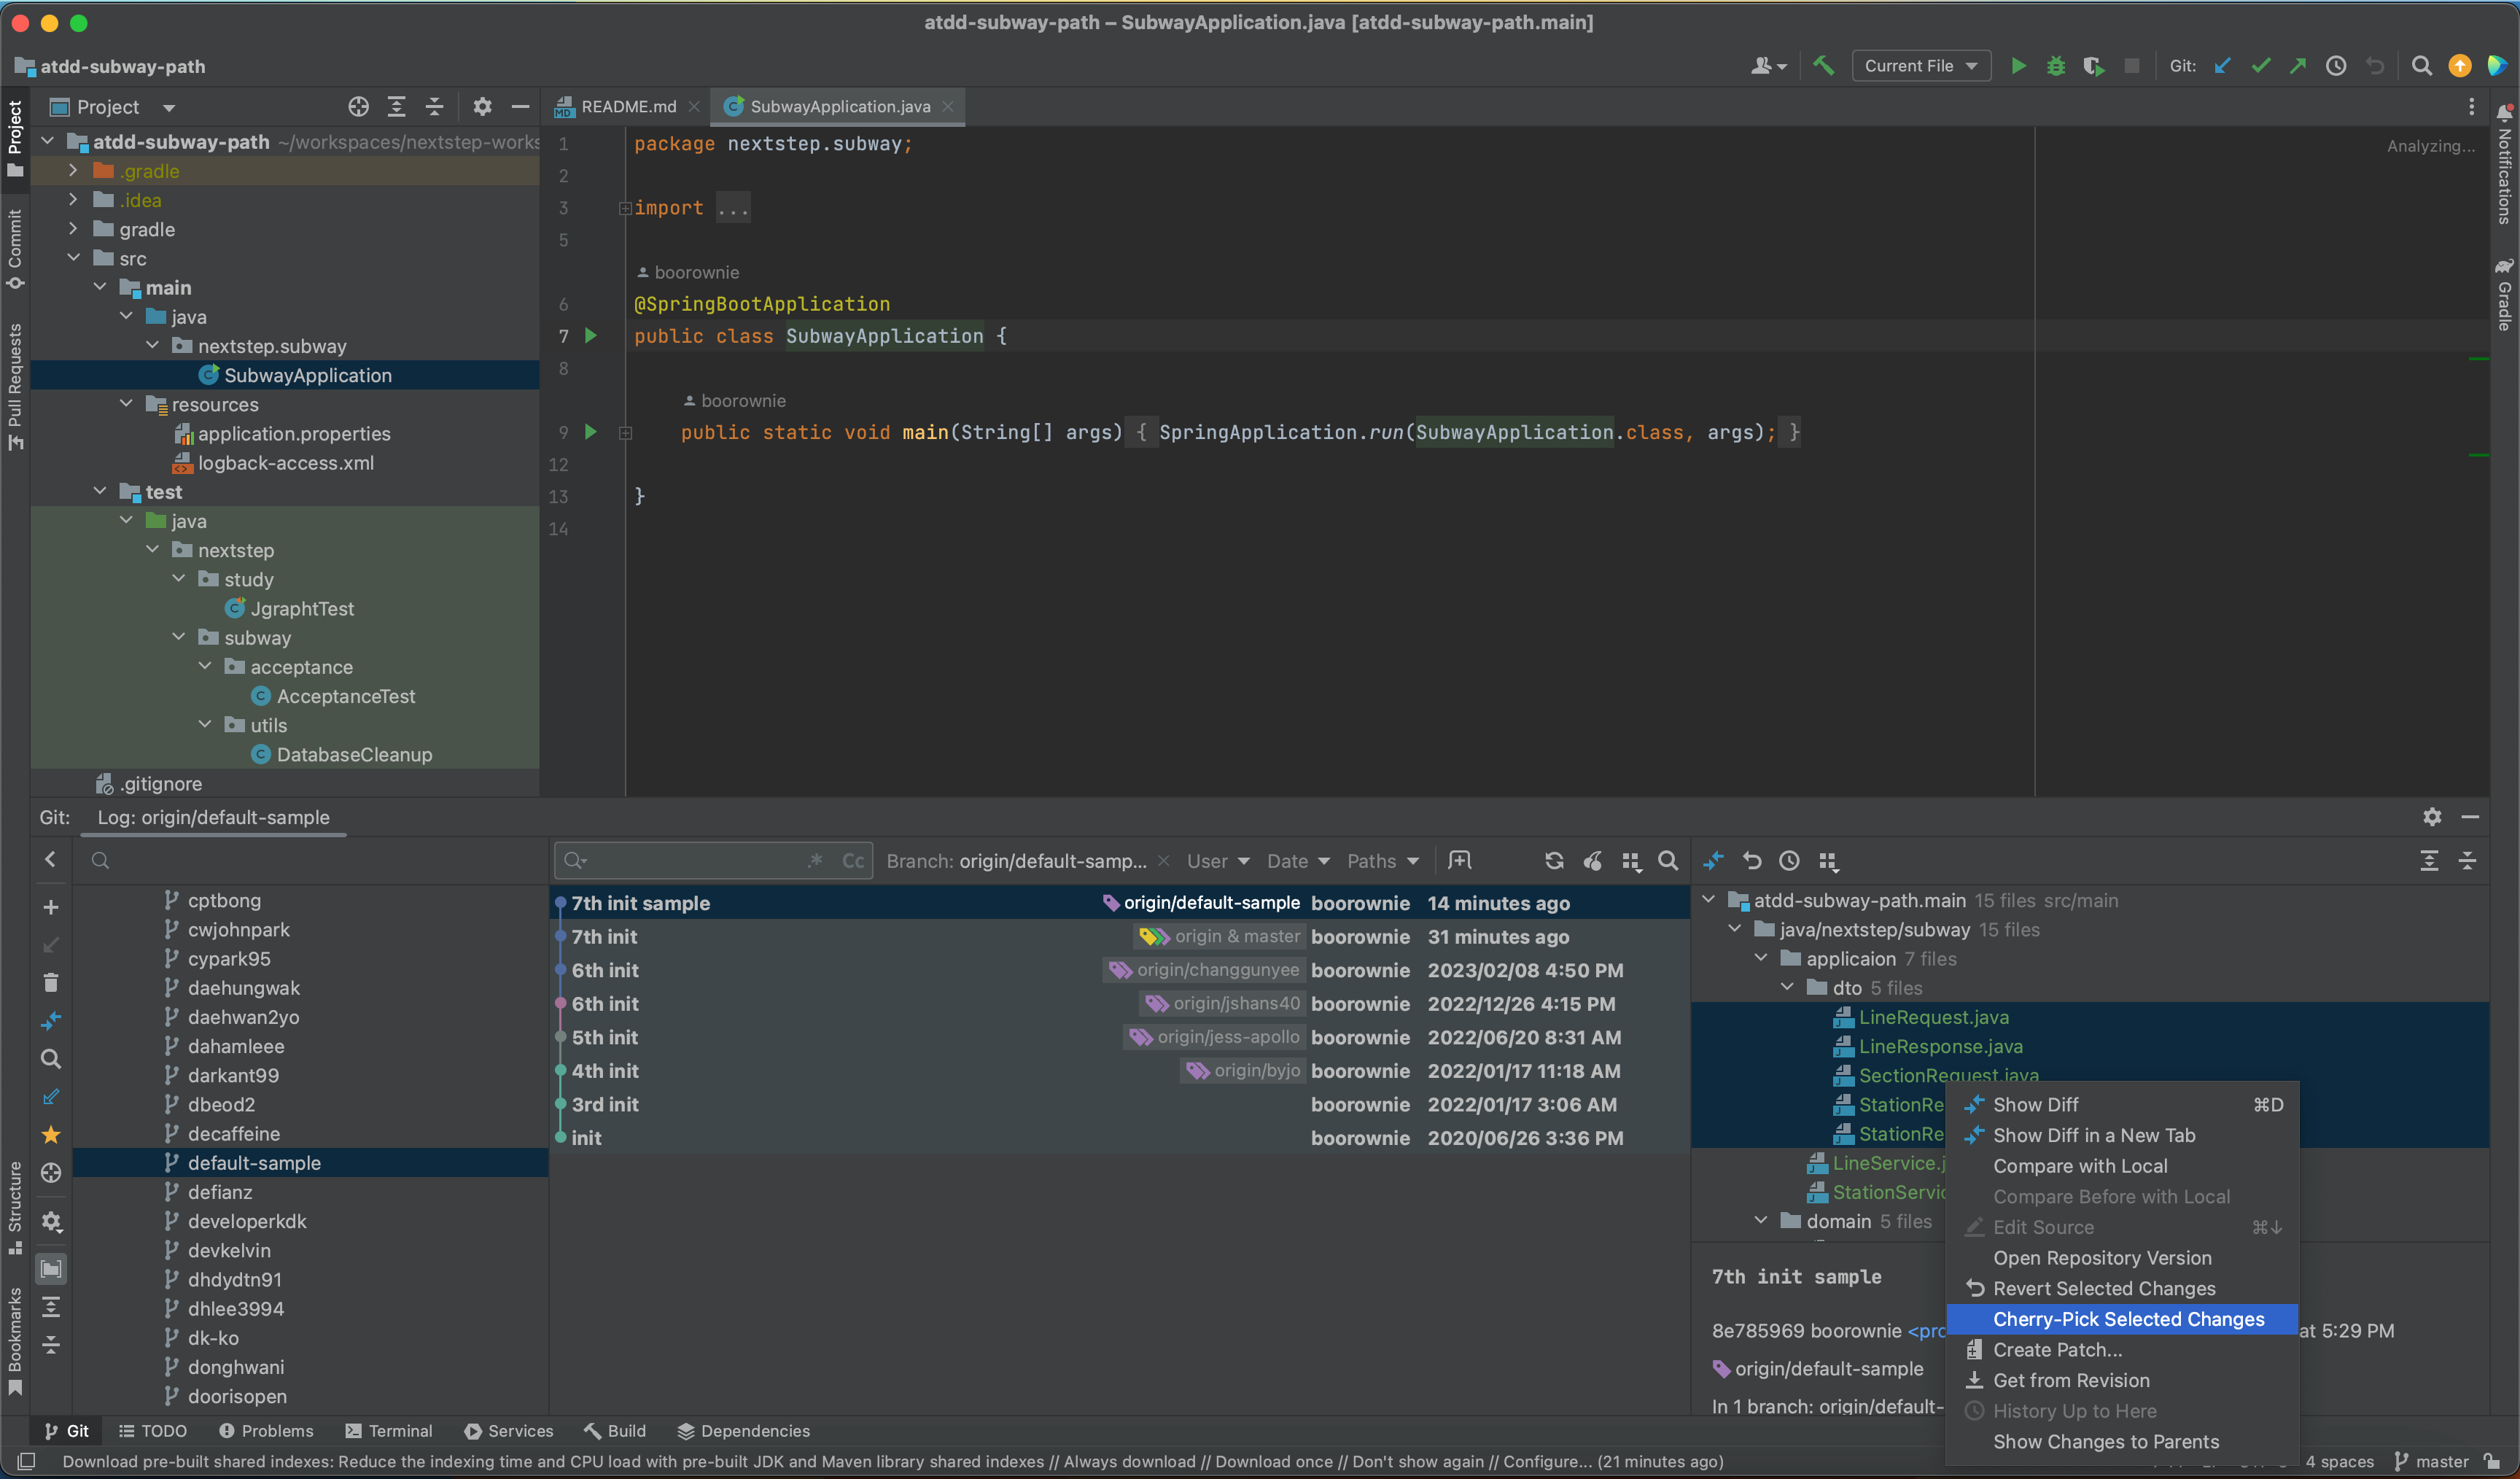 atdd-subway-path – SubwayApplication.java [atdd-subway-path.main]
atdd-subway-path
Current File
Git:
Project
README.md
SubwayApplication.java
Project
Commit
Pull Requests
Structure
Bookmarks
Notifications
Gradle
atdd-subway-path ~/workspaces/nextstep-works
.gradle
.idea
gradle
src
main
java
nextstep.subway
SubwayApplication
resources
application.properties
logback-access.xml
test
java
nextstep
study
JgraphtTest
subway
acceptance
AcceptanceTest
utils
DatabaseCleanup
.gitignore
Analyzing...
1 package nextstep.subway;
2
3 import ...
5
boorownie
6 @SpringBootApplication
7 public class SubwayApplication {
8
boorownie
9 public static void main(String[] args) { SpringApplication.run(SubwayApplication.class, args); }
12
13 }
14
Git: Log: origin/default-sample
cptbong
cwjohnpark
cypark95
daehungwak
daehwan2yo
dahamleee
darkant99
dbeod2
decaffeine
default-sample
defianz
developerkdk
devkelvin
dhdydtn91
dhlee3994
dk-ko
donghwani
doorisopen
.* Cc Branch: origin/default-samp... User Date Paths
7th init sample origin/default-sample boorownie 14 minutes ago
7th init origin & master boorownie 31 minutes ago
6th init origin/changgunyee boorownie 2023/02/08 4:50 PM
6th init origin/jshans40 boorownie 2022/12/26 4:15 PM
5th init origin/jess-apollo boorownie 2022/06/20 8:31 AM
4th init origin/byjo boorownie 2022/01/17 11:18 AM
3rd init boorownie 2022/01/17 3:06 AM
init boorownie 2020/06/26 3:36 PM
atdd-subway-path.main 15 files src/main
java/nextstep/subway 15 files
applicaion 7 files
dto 5 files
LineRequest.java
LineResponse.java
SectionRequest.java
StationRe
StationRe
LineService.j
StationServic
domain 5 files
7th init sample
8e785969 boorownie <pro at 5:29 PM
origin/default-sample
In 1 branch: origin/default-
Show Diff ⌘D
Show Diff in a New Tab
Compare with Local
Compare Before with Local
Edit Source ⌘↓
Open Repository Version
Revert Selected Changes
Cherry-Pick Selected Changes
Create Patch...
Get from Revision
History Up to Here
Show Changes to Parents
Git TODO Problems Terminal Services Build Dependencies
Download pre-built shared indexes: Reduce the indexing time and CPU load with pre-built JDK and Maven library shared indexes // Always download // Download once // Don't show again // Configure... (21 minutes ago)
4 spaces master